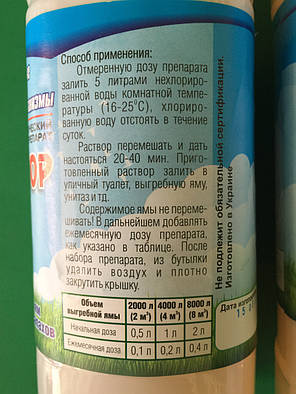 Способ применения:
Отмеренную дозу препарата
залить 5 литрами нехлориро-
ванной воды комнатной темпе-
ратуры (16-25°С), хлориро-
ванную воду отстоять в течение
суток.
Раствор перемешать и дать
настояться 20-40 мин. Приго-
товленный раствор залить в
уличный туалет, выгребную яму,
унитаз и т.д.
Содержимое ямы не переме-
шивать! В дальнейшем добавлять
ежемесячную дозу препарата,
как указано в таблице. После
набора препарата, из бутылки
удалить воздух и плотно
закрутить крышку.
Объем выгребной ямы 2000 л (2 м³) 4000 л (4 м³) 8000 л (8 м³)
Начальная доза 0,5 л 1 л 2 л
Ежемесячная доза 0,1 л 0,2 л 0,4 л
Не подлежит обязательной сертификации.
Изготовлено в Украине